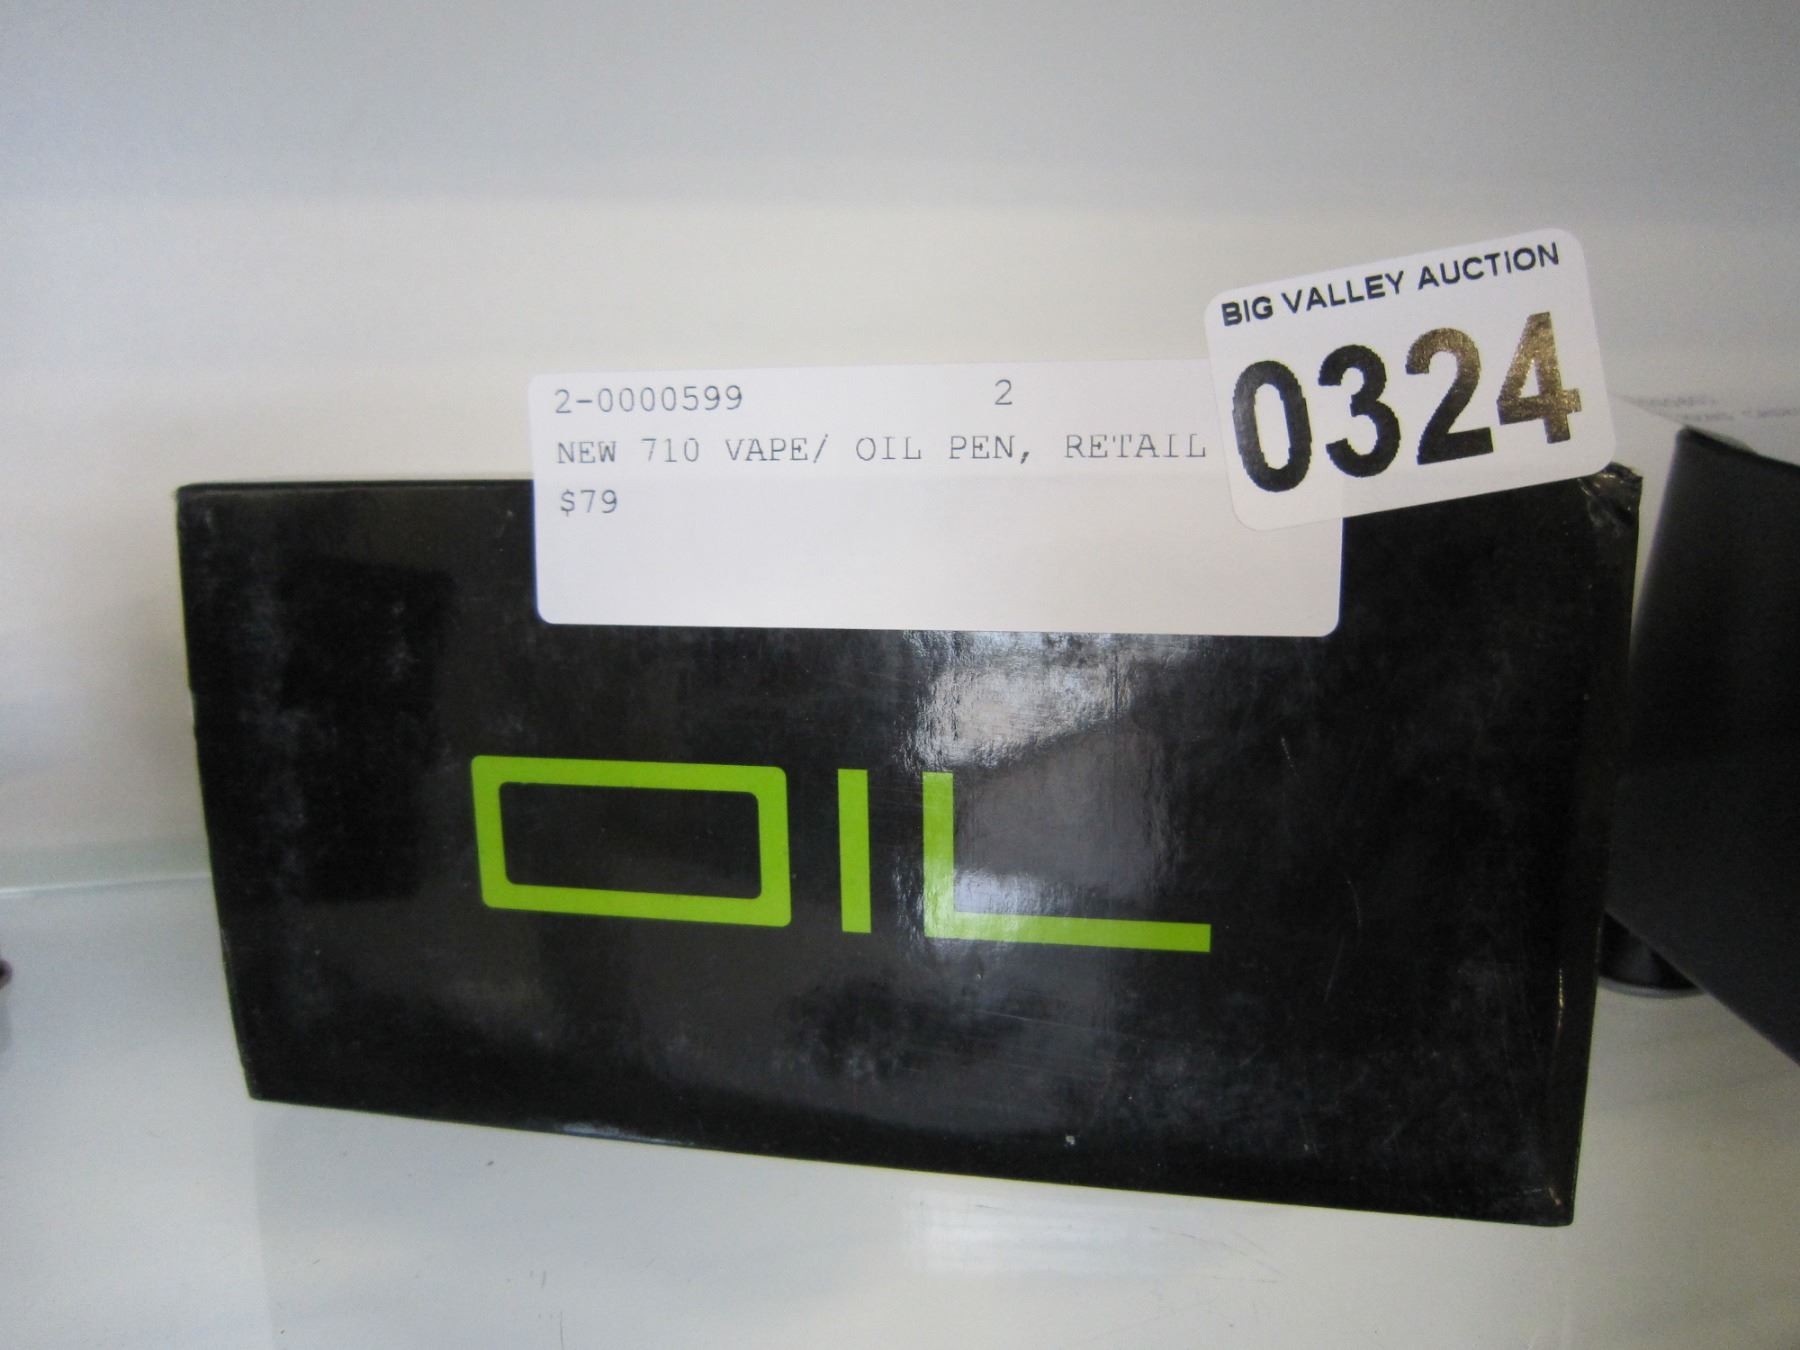 BIG VALLEY AUCTION
0324
2-0000599 2
NEW 710 VAPE/ OIL PEN, RETAIL
$79
OIL